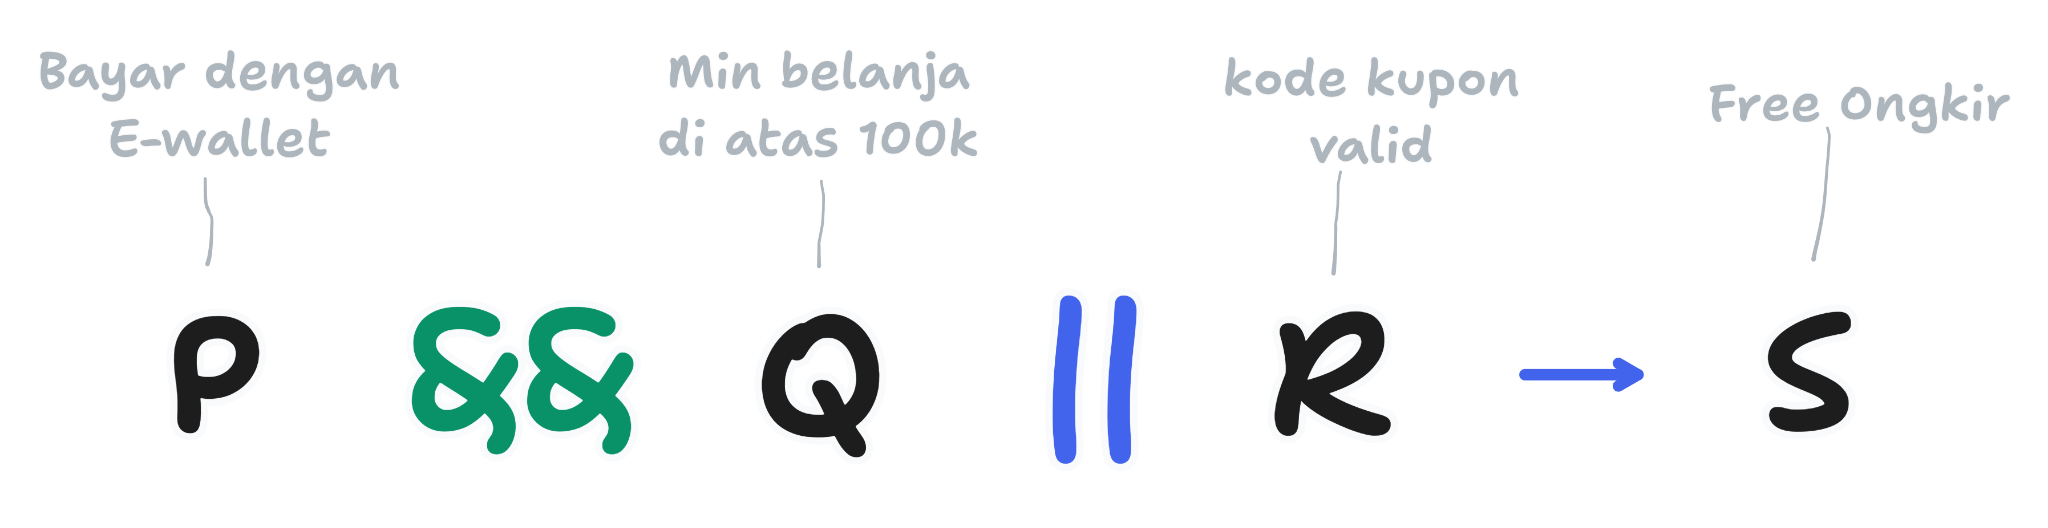 Bayar dengan
E-wallet
Min belanja
di atas 100k
kode kupon
valid
Free Ongkir
P && Q || R → S